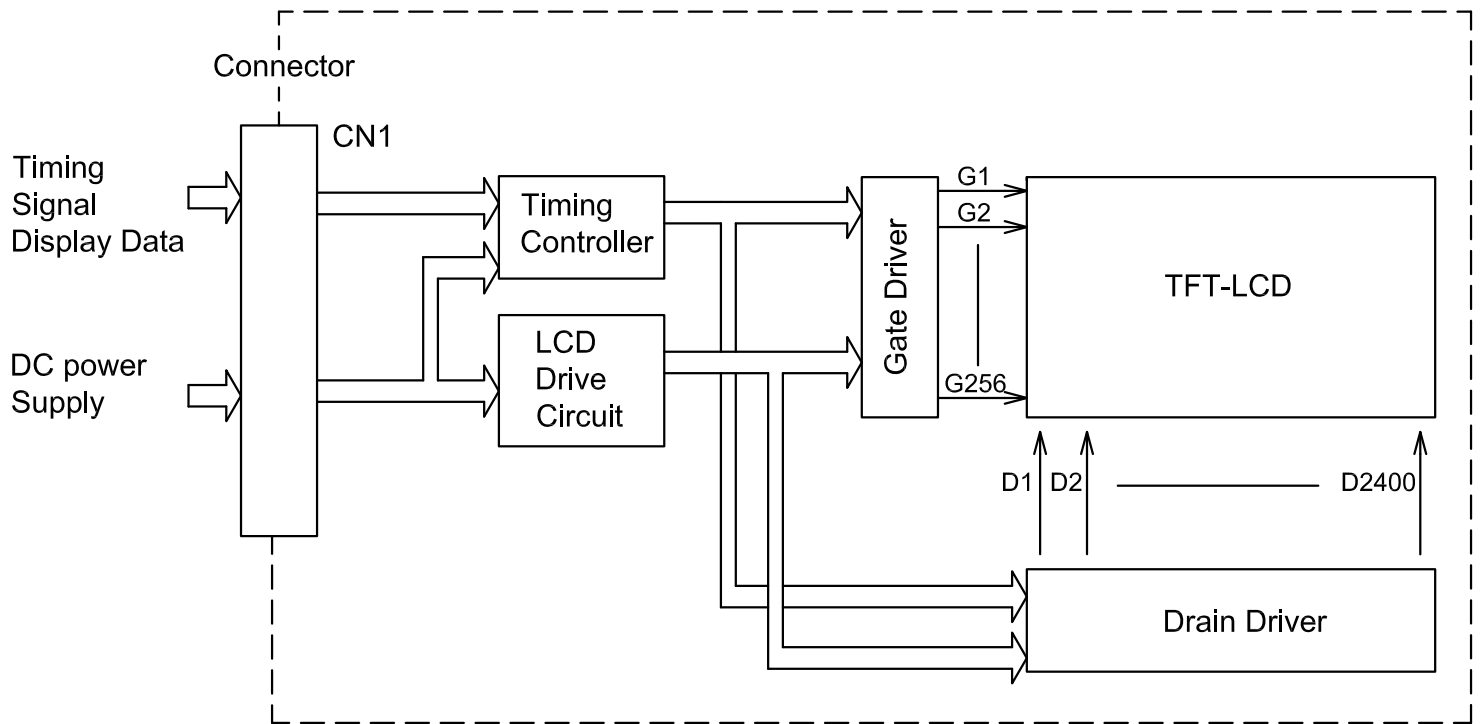 Connector
CN1
Timing
Signal
Display Data
DC power
Supply
Timing
Controller
LCD
Drive
Circuit
Gate Driver
G1
G2
G256
TFT-LCD
D1
D2
D2400
Drain Driver